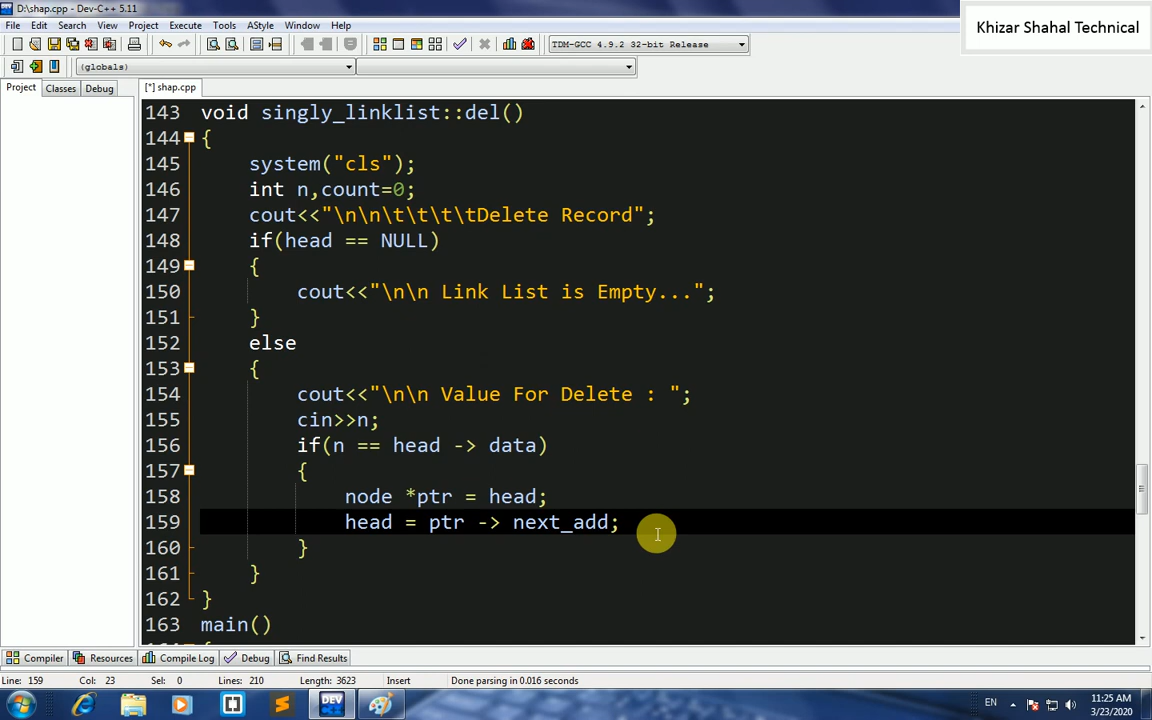 D:\shap.cpp - Dev-C++ 5.11
Khizar Shahal Technical
File Edit Search View Project Execute Tools AStyle Window Help
TDM-GCC 4.9.2 32-bit Release
(globals)
Project Classes Debug
[*] shap.cpp
143 void singly_linklist::del()
144 {
145 system("cls");
146 int n,count=0;
147 cout<<"\n\n\t\t\t\tDelete Record";
148 if(head == NULL)
149 {
150 cout<<"\n\n Link List is Empty...";
151 }
152 else
153 {
154 cout<<"\n\n Value For Delete : ";
155 cin>>n;
156 if(n == head -> data)
157 {
158 node *ptr = head;
159 head = ptr -> next_add;
160 }
161 }
162 }
163 main()
Compiler Resources Compile Log Debug Find Results
Line: 159 Col: 23 Sel: 0 Lines: 210 Length: 3623 Insert Done parsing in 0.016 seconds
DEV
EN
11:25 AM
3/23/2020